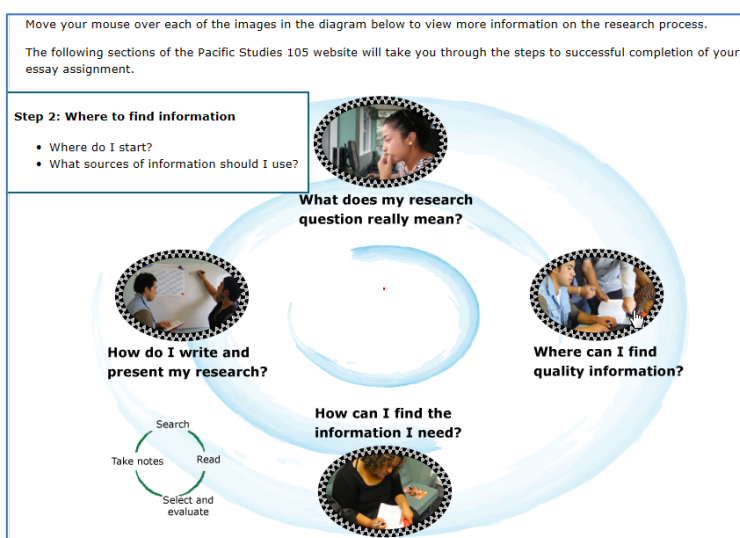 Move your mouse over each of the images in the diagram below to view more information on the research process.
The following sections of the Pacific Studies 105 website will take you through the steps to successful completion of your
essay assignment.
Step 2: Where to find information
• Where do I start?
• What sources of information should I use?
What does my research
question really mean?
How do I write and
present my research?
Where can I find
quality information?
How can I find the
information I need?
Search
Take notes
Read
Select and
evaluate